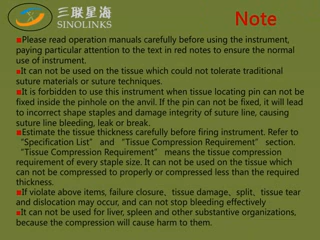 三联星海
SINOLINKS
Note
■Please read operation manuals carefully before using the instrument,
paying particular attention to the text in red notes to ensure the normal
use of instrument.
■It can not be used on the tissue which could not tolerate traditional
suture materials or suture techniques.
■It is forbidden to use this instrument when tissue locating pin can not be
fixed inside the pinhole on the anvil. If the pin can not be fixed, it will lead
to incorrect shape staples and damage integrity of suture line, causing
suture line bleeding, leak or break.
■Estimate the tissue thickness carefully before firing instrument. Refer to
“Specification List” and “Tissue Compression Requirement” section.
“Tissue Compression Requirement” means the tissue compression
requirement of every staple size. It can not be used on the tissue which
can not be compressed to properly or compressed less than the required
thickness.
■If violate above items, failure closure、tissue damage、split、tissue tear
and dislocation may occur, and can not stop bleeding effectively
■It can not be used for liver, spleen and other substantive organizations,
because the compression will cause harm to them.